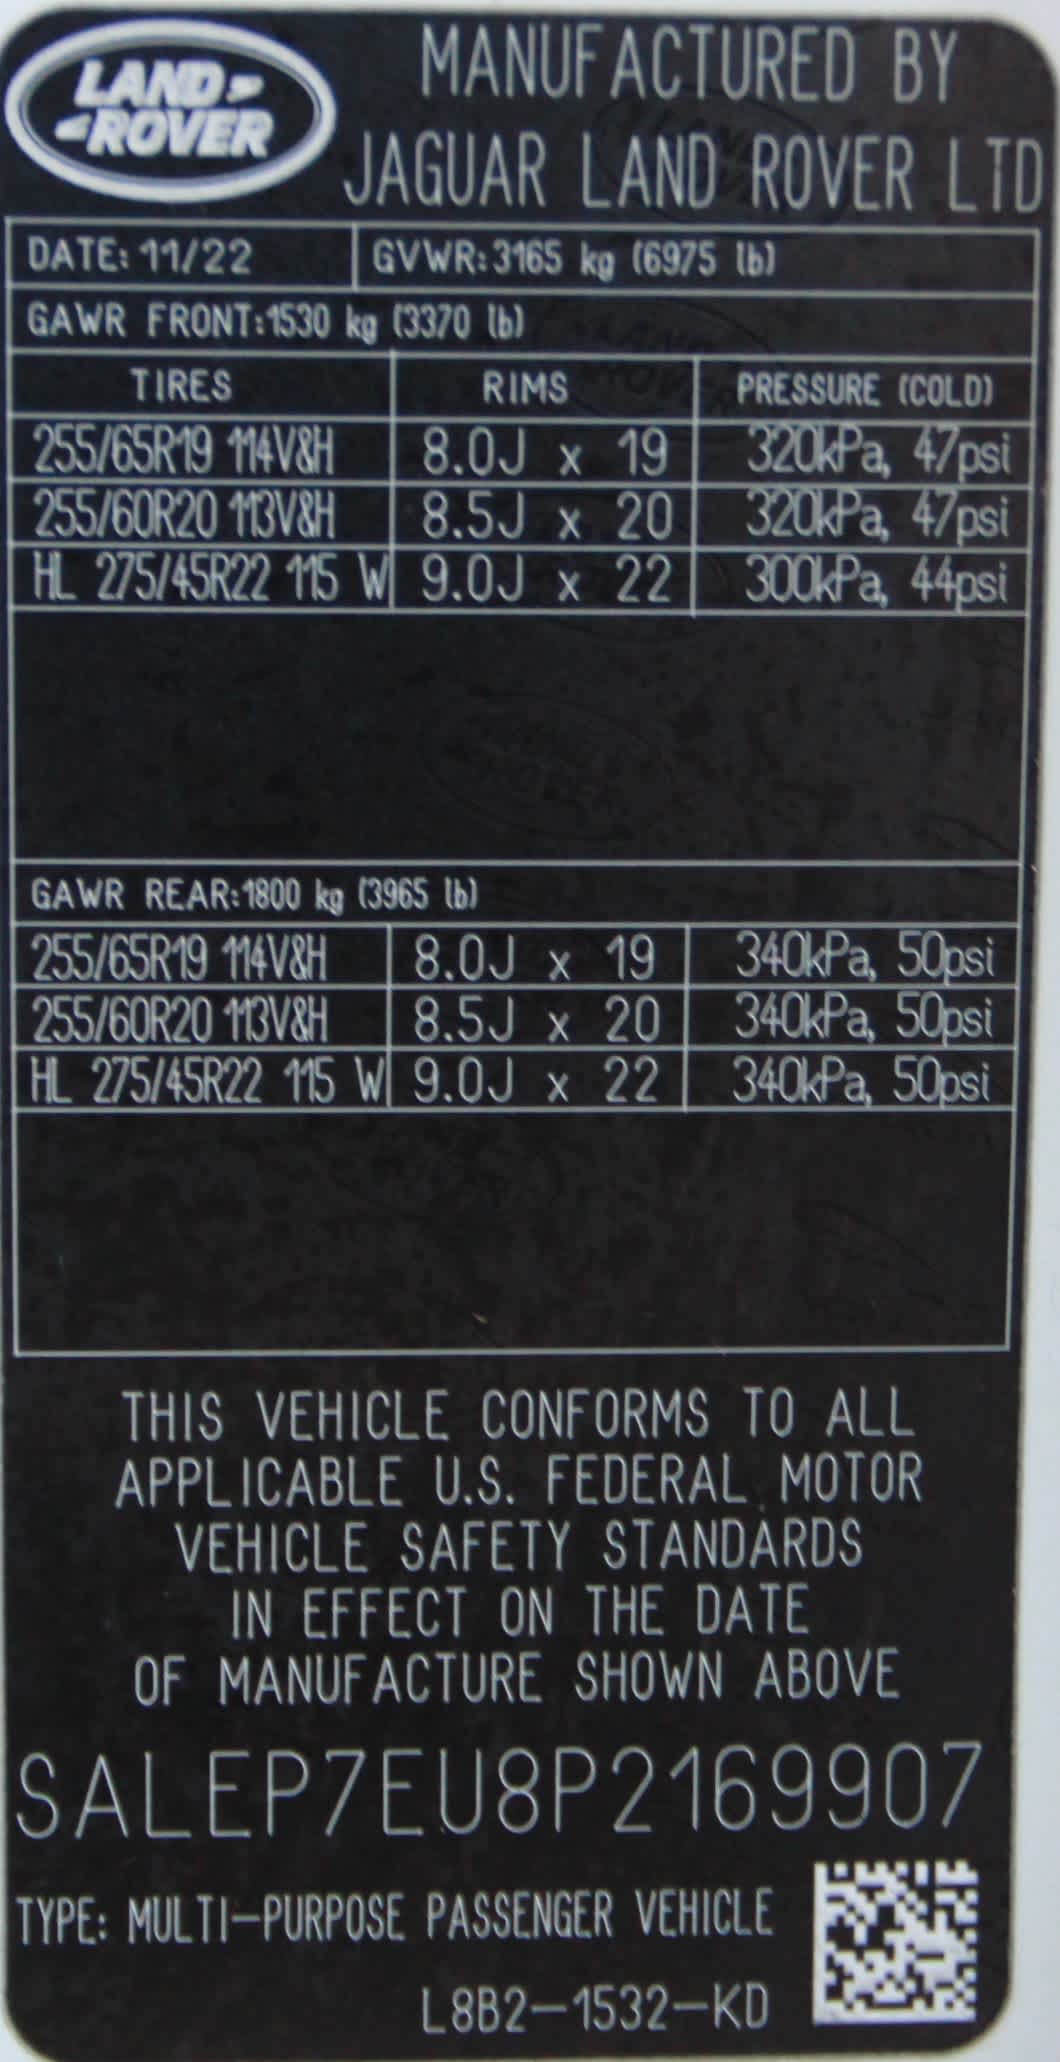 LAND ROVER
MANUFACTURED BY
JAGUAR LAND ROVER LTD
DATE: 11/22 GVWR: 3165 kg (6975 lb)
GAWR FRONT: 1530 kg (3370 lb)
TIRES RIMS PRESSURE (COLD)
255/65R19 114V&H 8.0J x 19 320kPa, 47psi
255/60R20 113V&H 8.5J x 20 320kPa, 47psi
HL 275/45R22 115 W 9.0J x 22 300kPa, 44psi
GAWR REAR: 1800 kg (3965 lb)
255/65R19 114V&H 8.0J x 19 340kPa, 50psi
255/60R20 113V&H 8.5J x 20 340kPa, 50psi
HL 275/45R22 115 W 9.0J x 22 340kPa, 50psi
THIS VEHICLE CONFORMS TO ALL
APPLICABLE U.S. FEDERAL MOTOR
VEHICLE SAFETY STANDARDS
IN EFFECT ON THE DATE
OF MANUFACTURE SHOWN ABOVE
SALEP7EU8P2169907
TYPE: MULTI-PURPOSE PASSENGER VEHICLE
L8B2-1532-KD